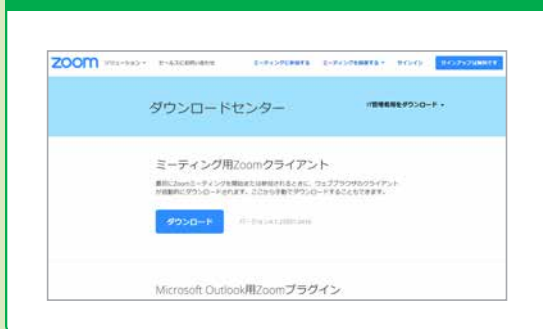 zoom ソリューション セールスにお問い合わせ ミーティングに参加する ミーティングを開催する サインイン サインアップは無料です
ダウンロードセンター IT管理者用をダウンロード
ミーティング用Zoomクライアント
最初にZoomミーティングを開始または参加されるときに、ウェブブラウザのクライアント
が自動的にダウンロードされます。ここから手動でダウンロードすることもできます。
ダウンロード
Microsoft Outlook用Zoomプラグイン